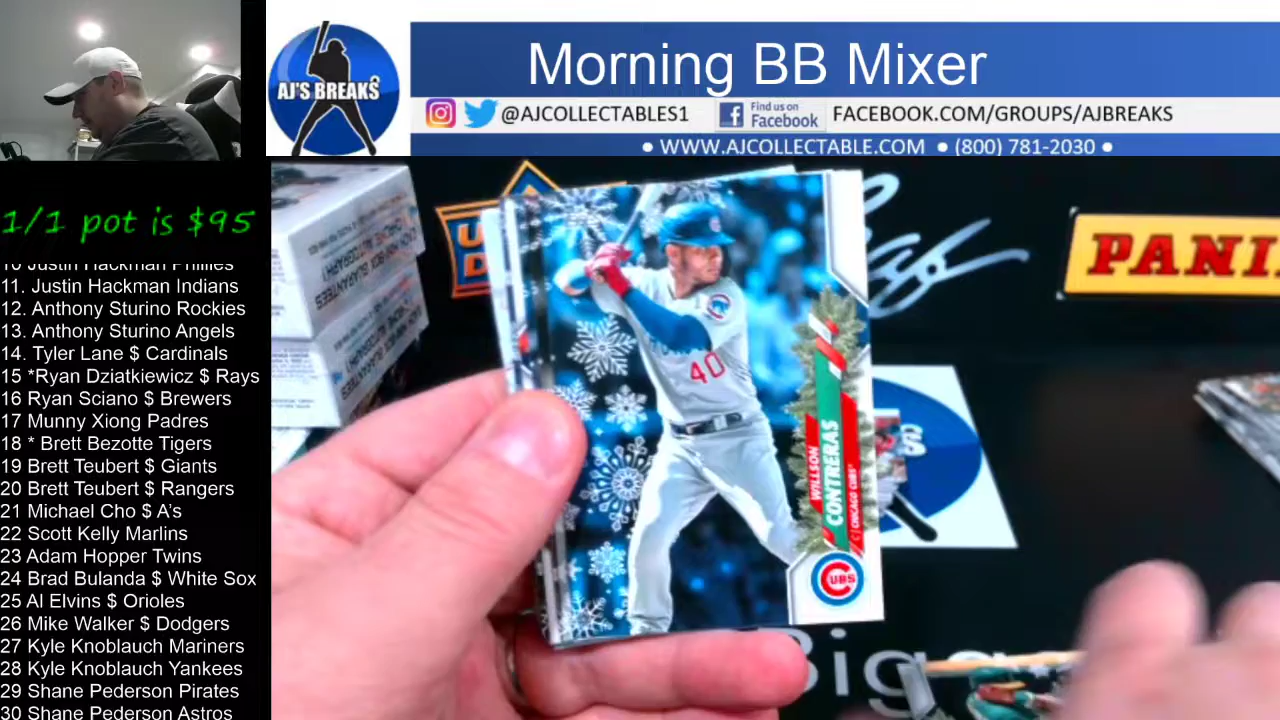 Morning BB Mixer
AJ'S BREAKS
@AJCOLLECTABLES1 Find us on Facebook FACEBOOK.COM/GROUPS/AJBREAKS
• WWW.AJCOLLECTABLE.COM • (800) 781-2030 •
1/1 pot is $95
10 Justin Hackman Phillies
11. Justin Hackman Indians
12. Anthony Sturino Rockies
13. Anthony Sturino Angels
14. Tyler Lane $ Cardinals
15 *Ryan Dziatkiewicz $ Rays
16 Ryan Sciano $ Brewers
17 Munny Xiong Padres
18 * Brett Bezotte Tigers
19 Brett Teubert $ Giants
20 Brett Teubert $ Rangers
21 Michael Cho $ A's
22 Scott Kelly Marlins
23 Adam Hopper Twins
24 Brad Bulanda $ White Sox
25 Al Elvins $ Orioles
26 Mike Walker $ Dodgers
27 Kyle Knoblauch Mariners
28 Kyle Knoblauch Yankees
29 Shane Pederson Pirates
30 Shane Pederson Astros
PANI
40
WILLSON
CONTRERAS
C | CHICAGO CUBS
CUBS
Bigg